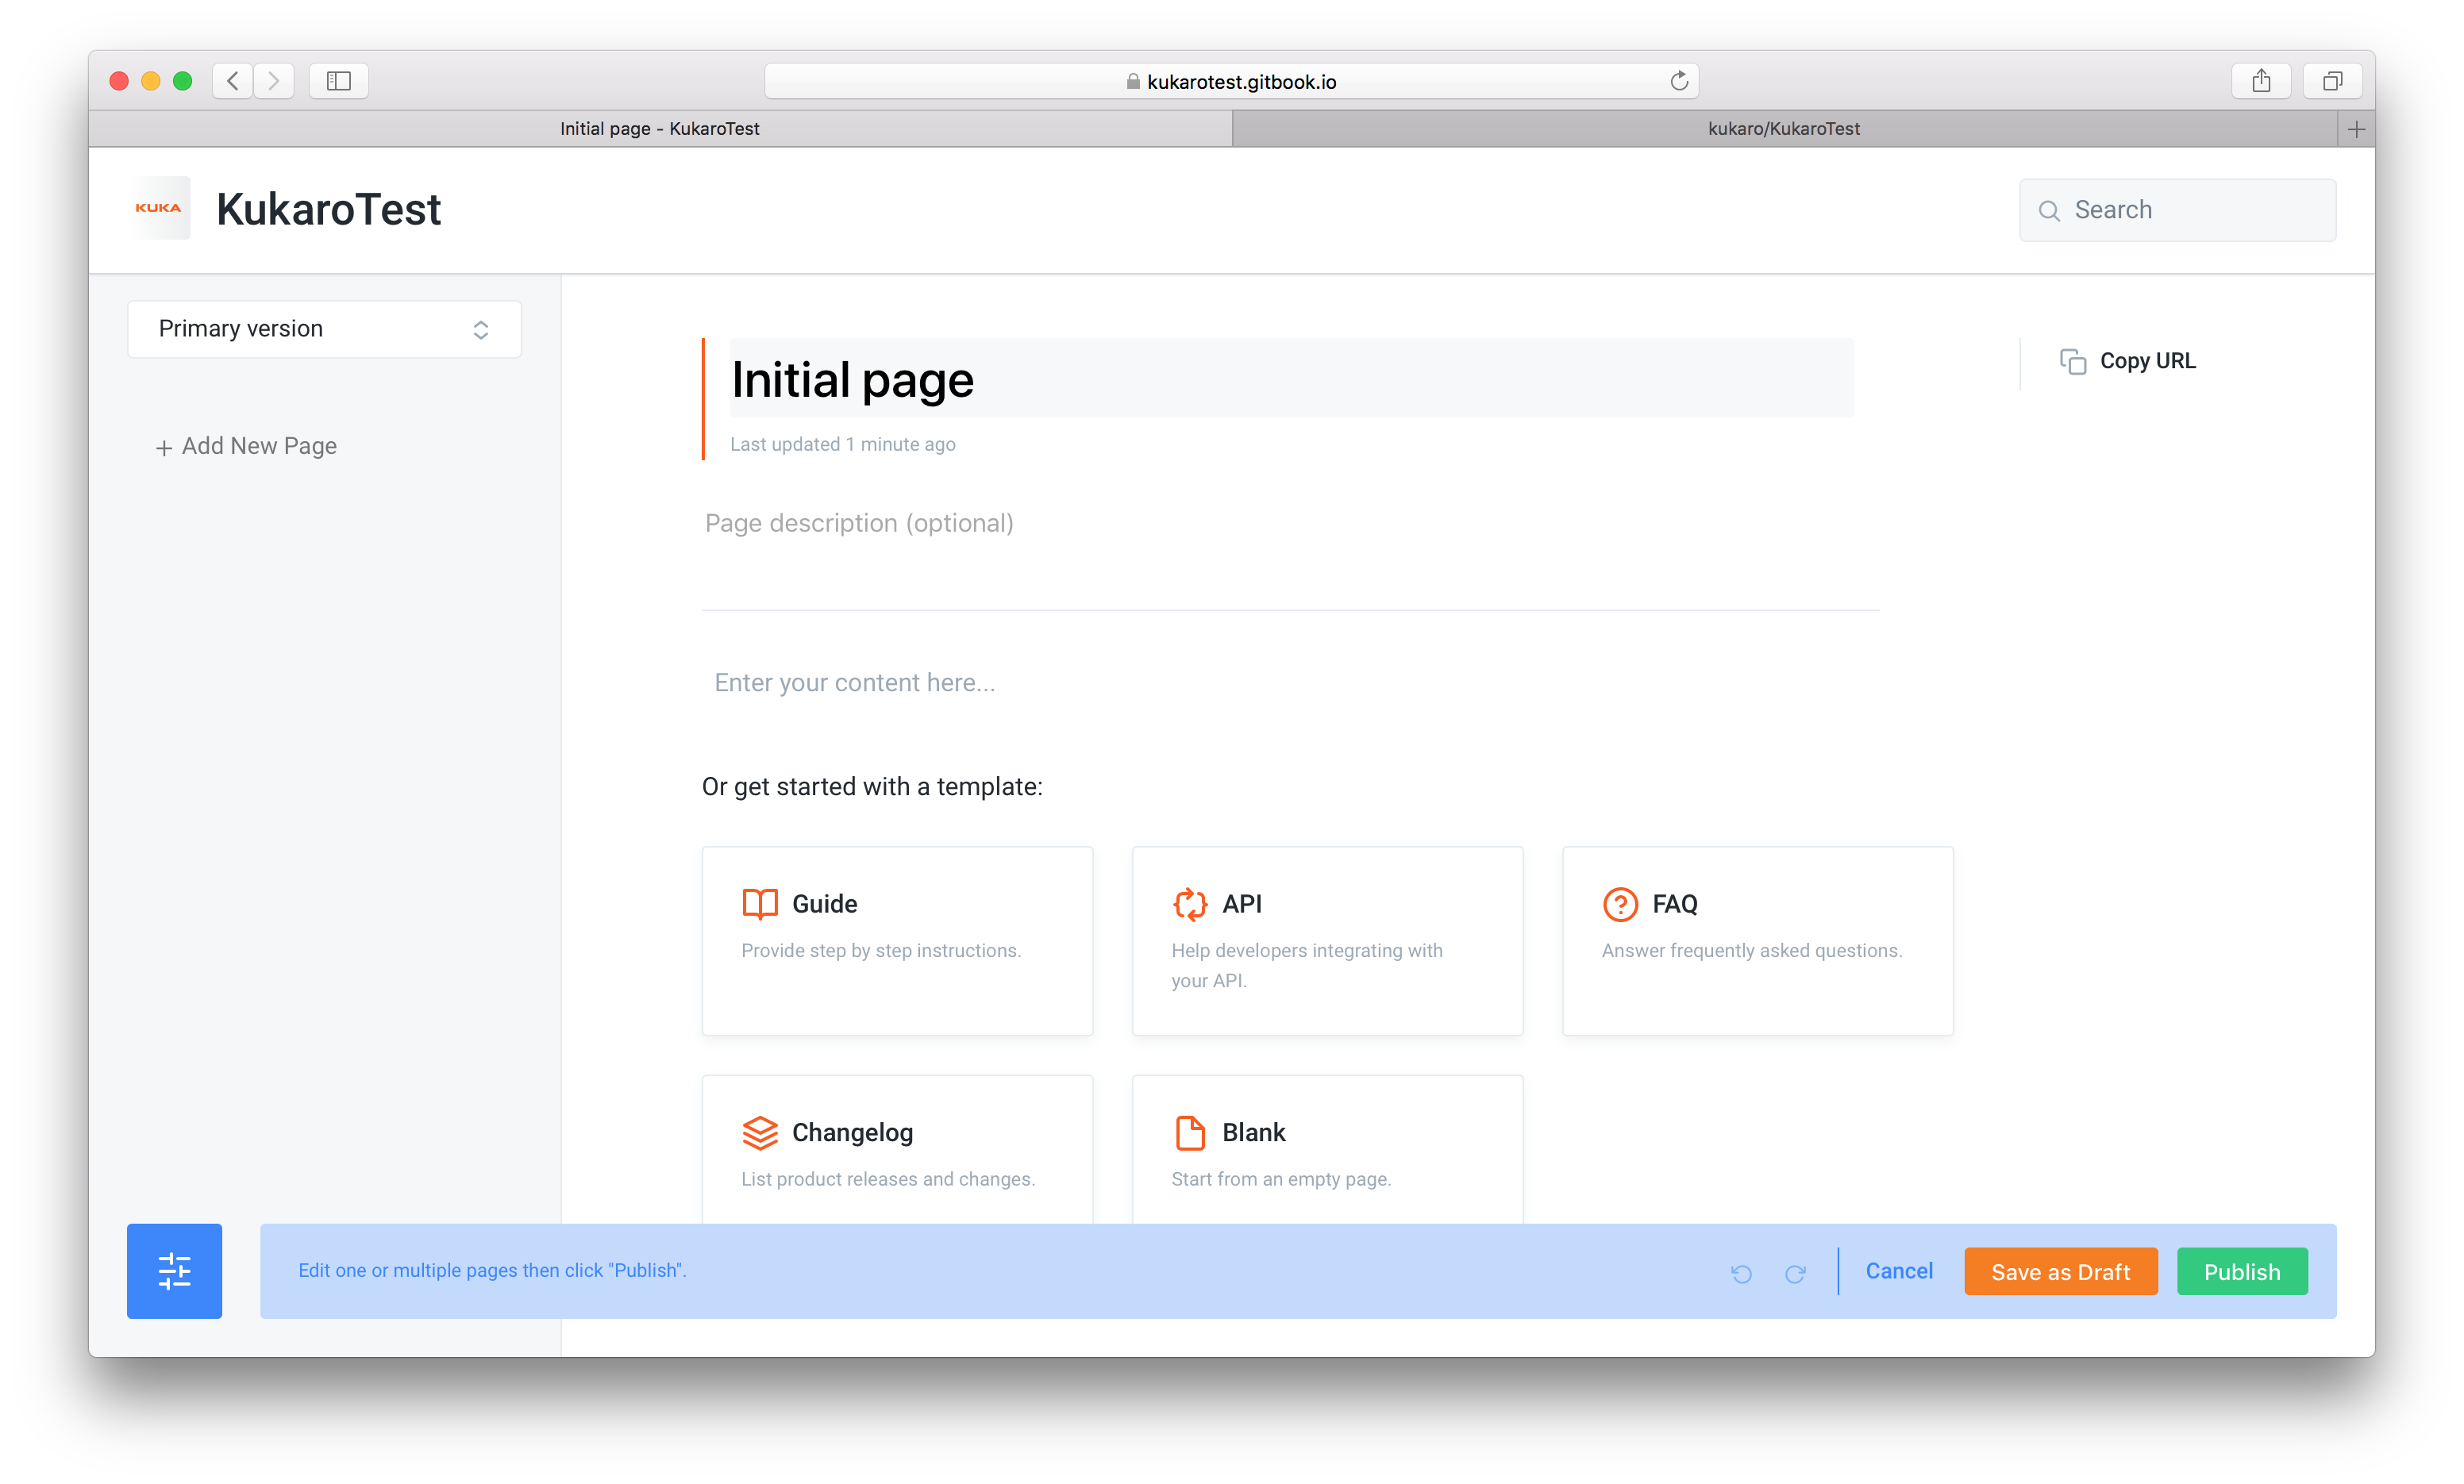 kukarotest.gitbook.io
Initial page - KukaroTest
kukaro/KukaroTest
KUKA
KukaroTest
Search
Primary version
Add New Page
Initial page
Last updated 1 minute ago
Copy URL
Page description (optional)
Enter your content here...
Or get started with a template:
Guide
Provide step by step instructions.
API
Help developers integrating with
your API.
FAQ
Answer frequently asked questions.
Changelog
List product releases and changes.
Blank
Start from an empty page.
Edit one or multiple pages then click "Publish".
Cancel
Save as Draft
Publish